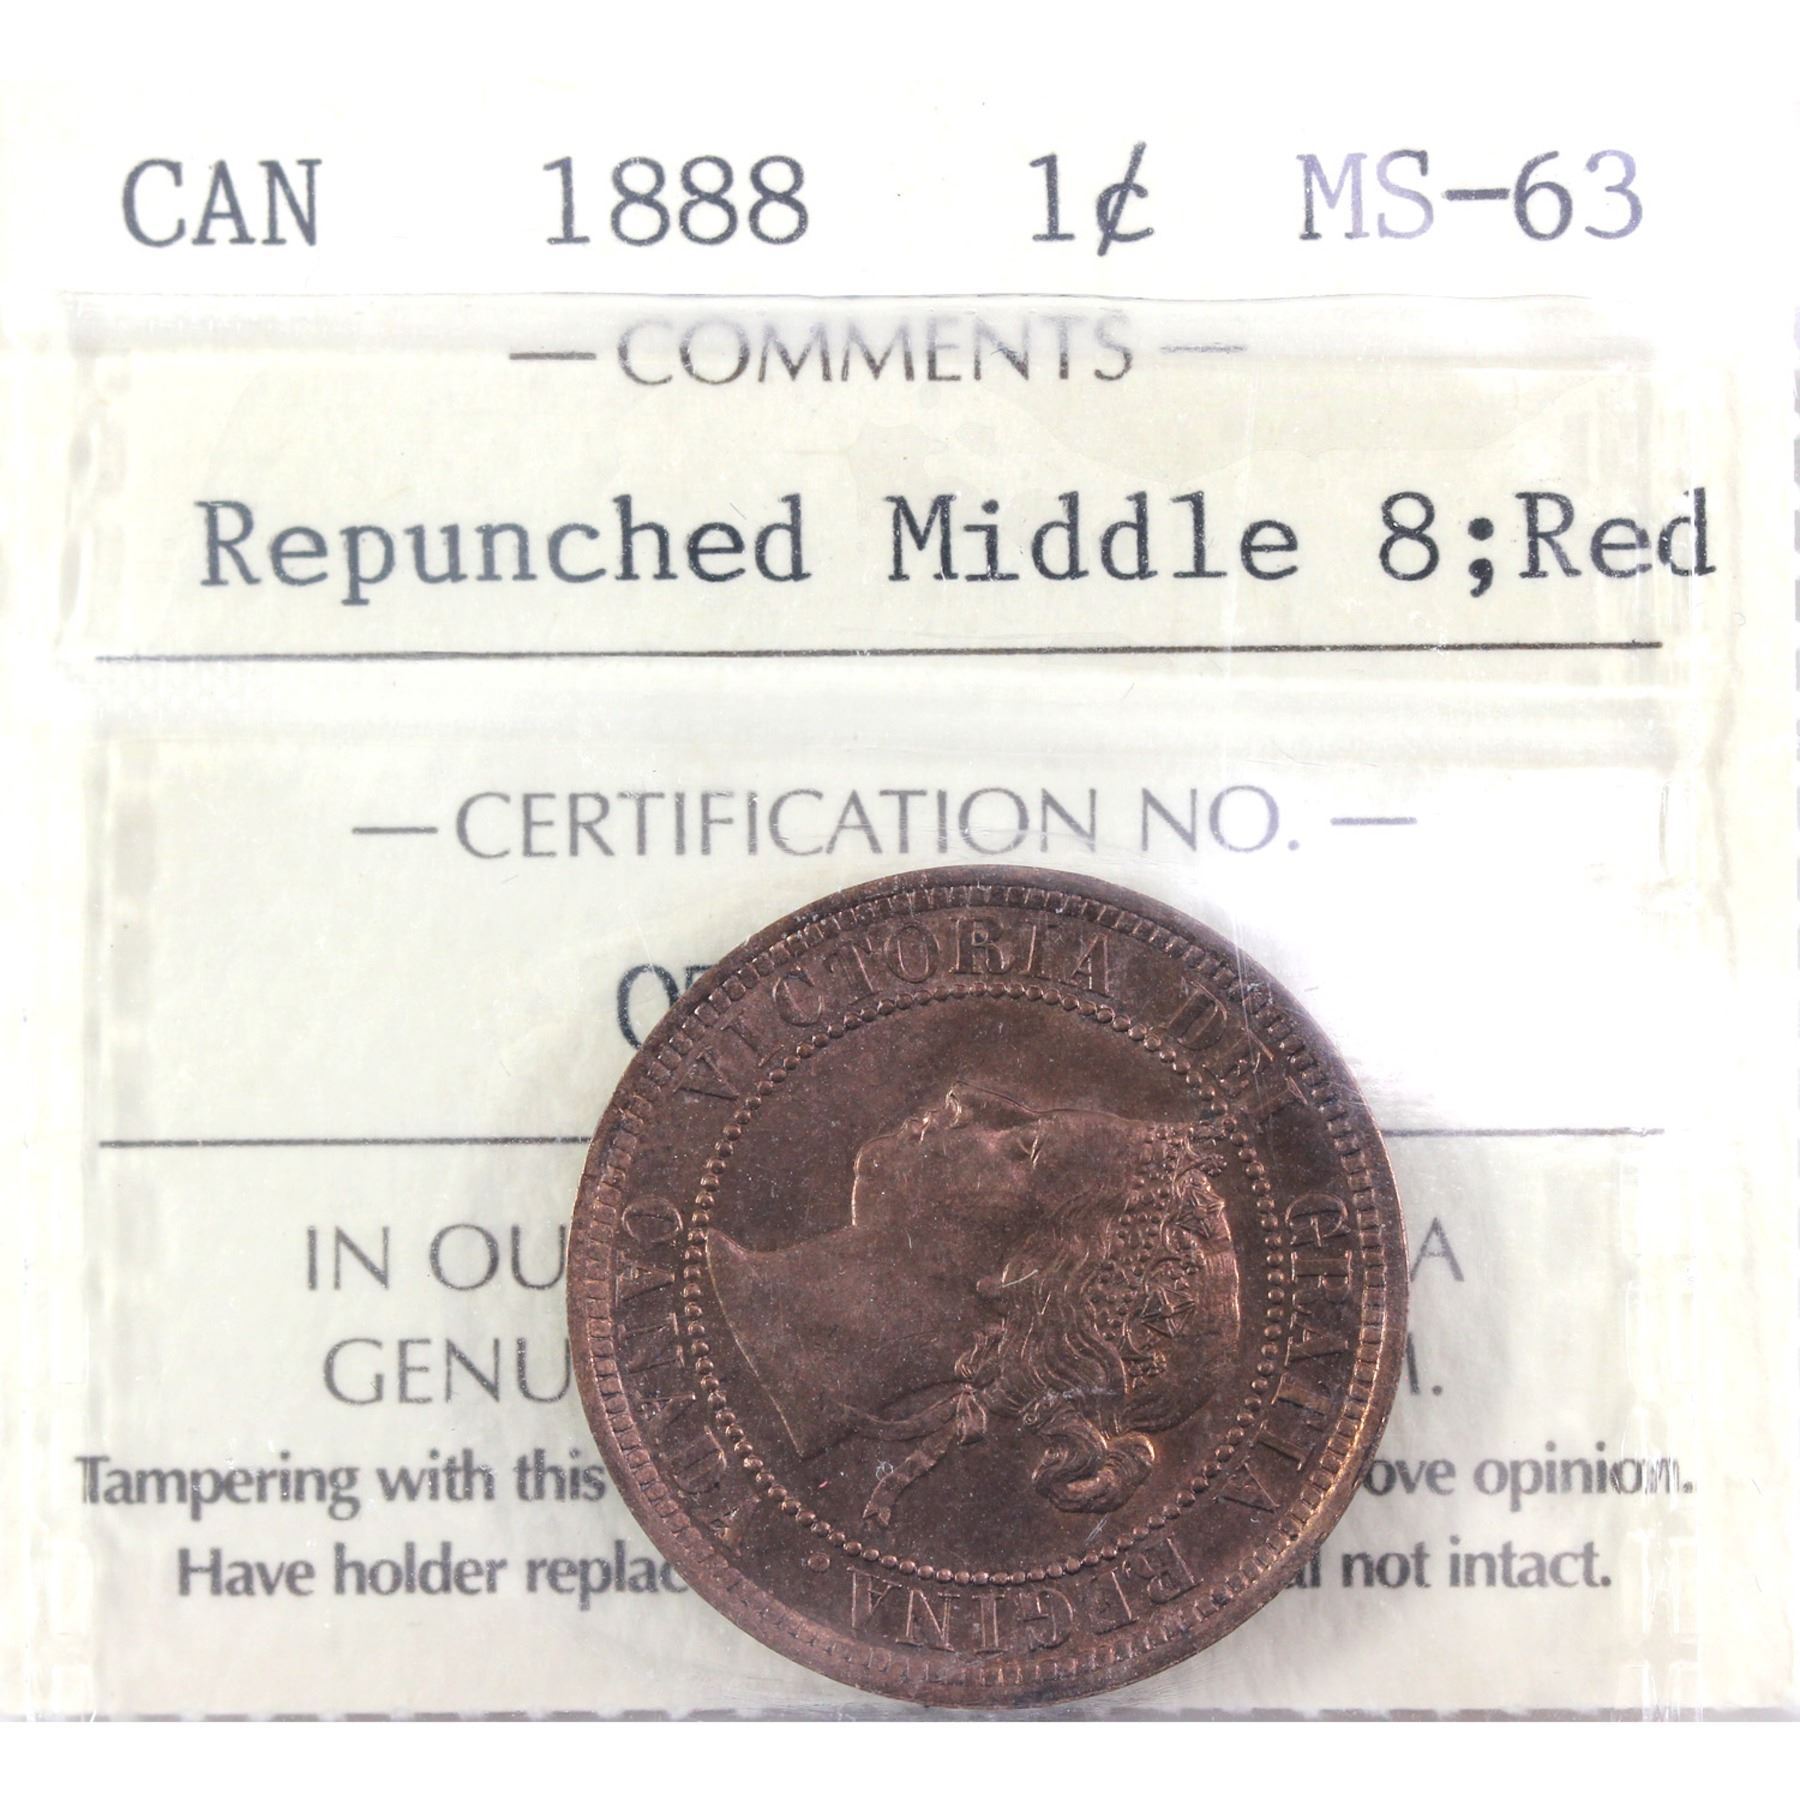 CAN 1888 1¢ MS-63
— COMMENTS —
Repunched Middle 8;Red
— CERTIFICATION NO. —
IN OU A
GENU
Tampering with this ove opinion.
Have holder replac al not intact.
VICTORIA DEI GRATIA REGINA. CANADA